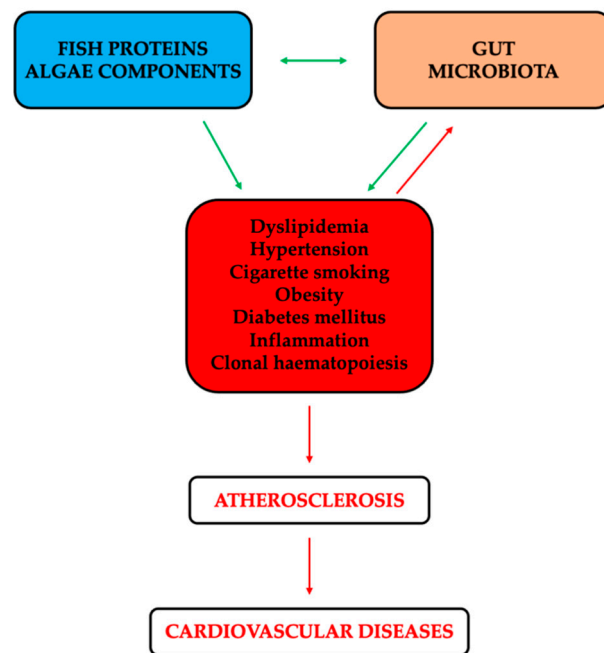 FISH PROTEINS
ALGAE COMPONENTS
GUT
MICROBIOTA
Dyslipidemia
Hypertension
Cigarette smoking
Obesity
Diabetes mellitus
Inflammation
Clonal haematopoiesis
ATHEROSCLEROSIS
CARDIOVASCULAR DISEASES